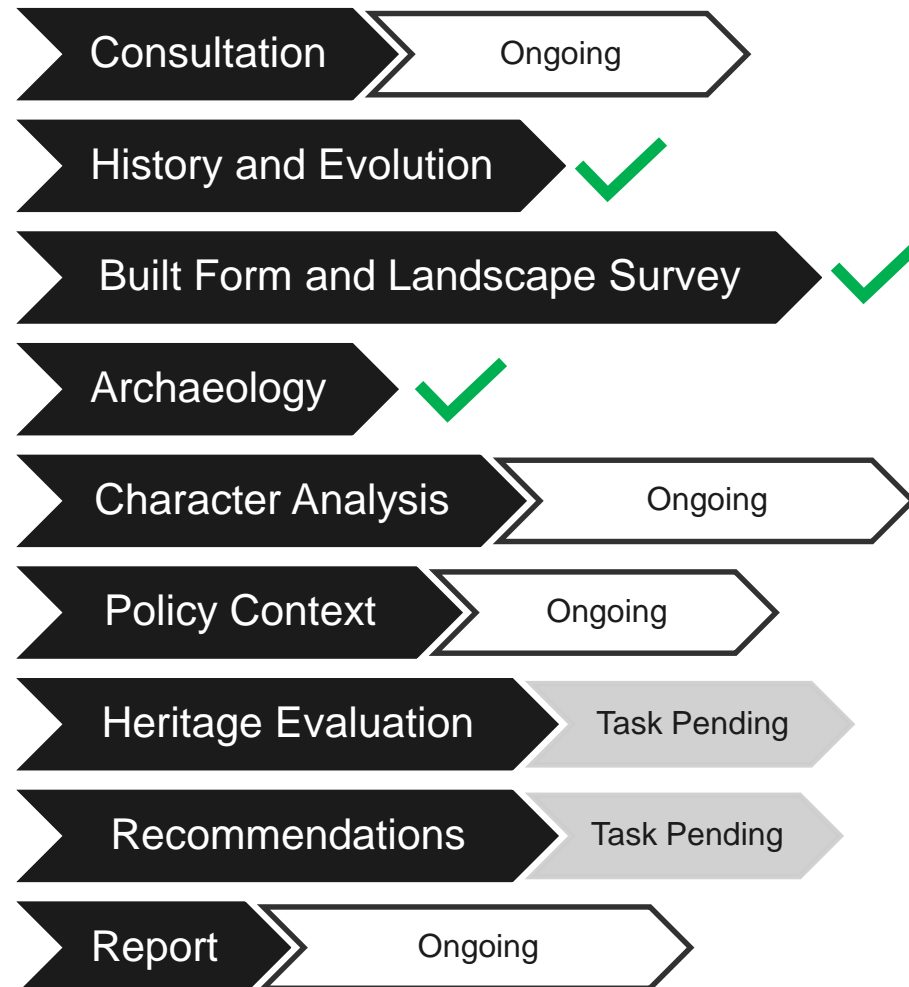 Consultation Ongoing
History and Evolution
Built Form and Landscape Survey
Archaeology
Character Analysis Ongoing
Policy Context Ongoing
Heritage Evaluation Task Pending
Recommendations Task Pending
Report Ongoing